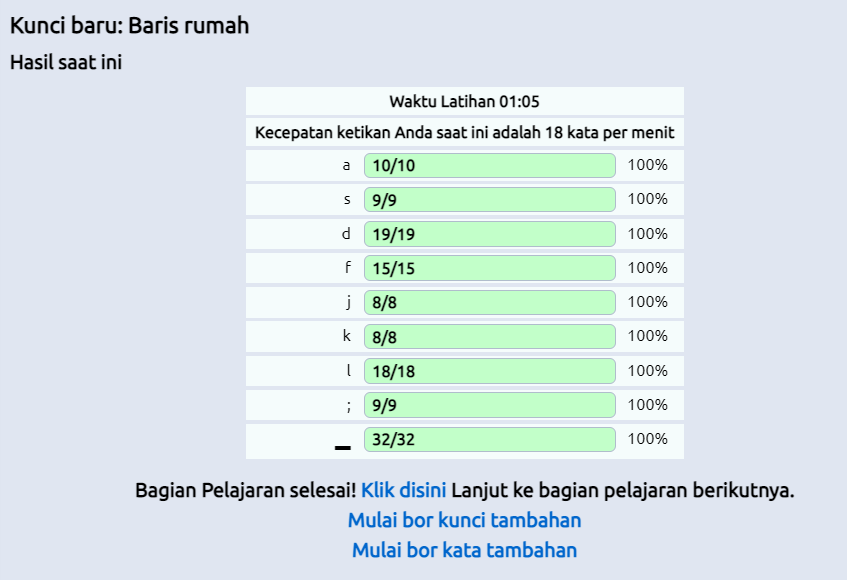 Kunci baru: Baris rumah
Hasil saat ini
Waktu Latihan 01:05
Kecepatan ketikan Anda saat ini adalah 18 kata per menit
a 10/10 100%
s 9/9 100%
d 19/19 100%
f 15/15 100%
j 8/8 100%
k 8/8 100%
l 18/18 100%
; 9/9 100%
_ 32/32 100%
Bagian Pelajaran selesai! Klik disini Lanjut ke bagian pelajaran berikutnya.
Mulai bor kunci tambahan
Mulai bor kata tambahan